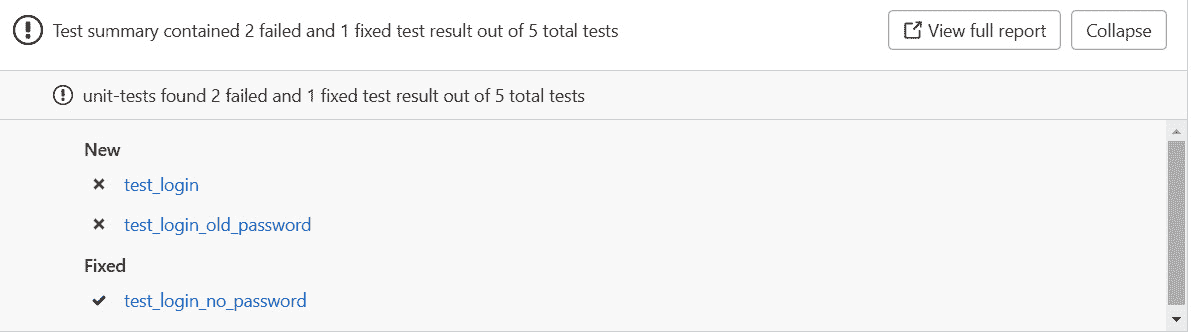 Test summary contained 2 failed and 1 fixed test result out of 5 total tests View full report Collapse
unit-tests found 2 failed and 1 fixed test result out of 5 total tests
New
test_login
test_login_old_password
Fixed
test_login_no_password